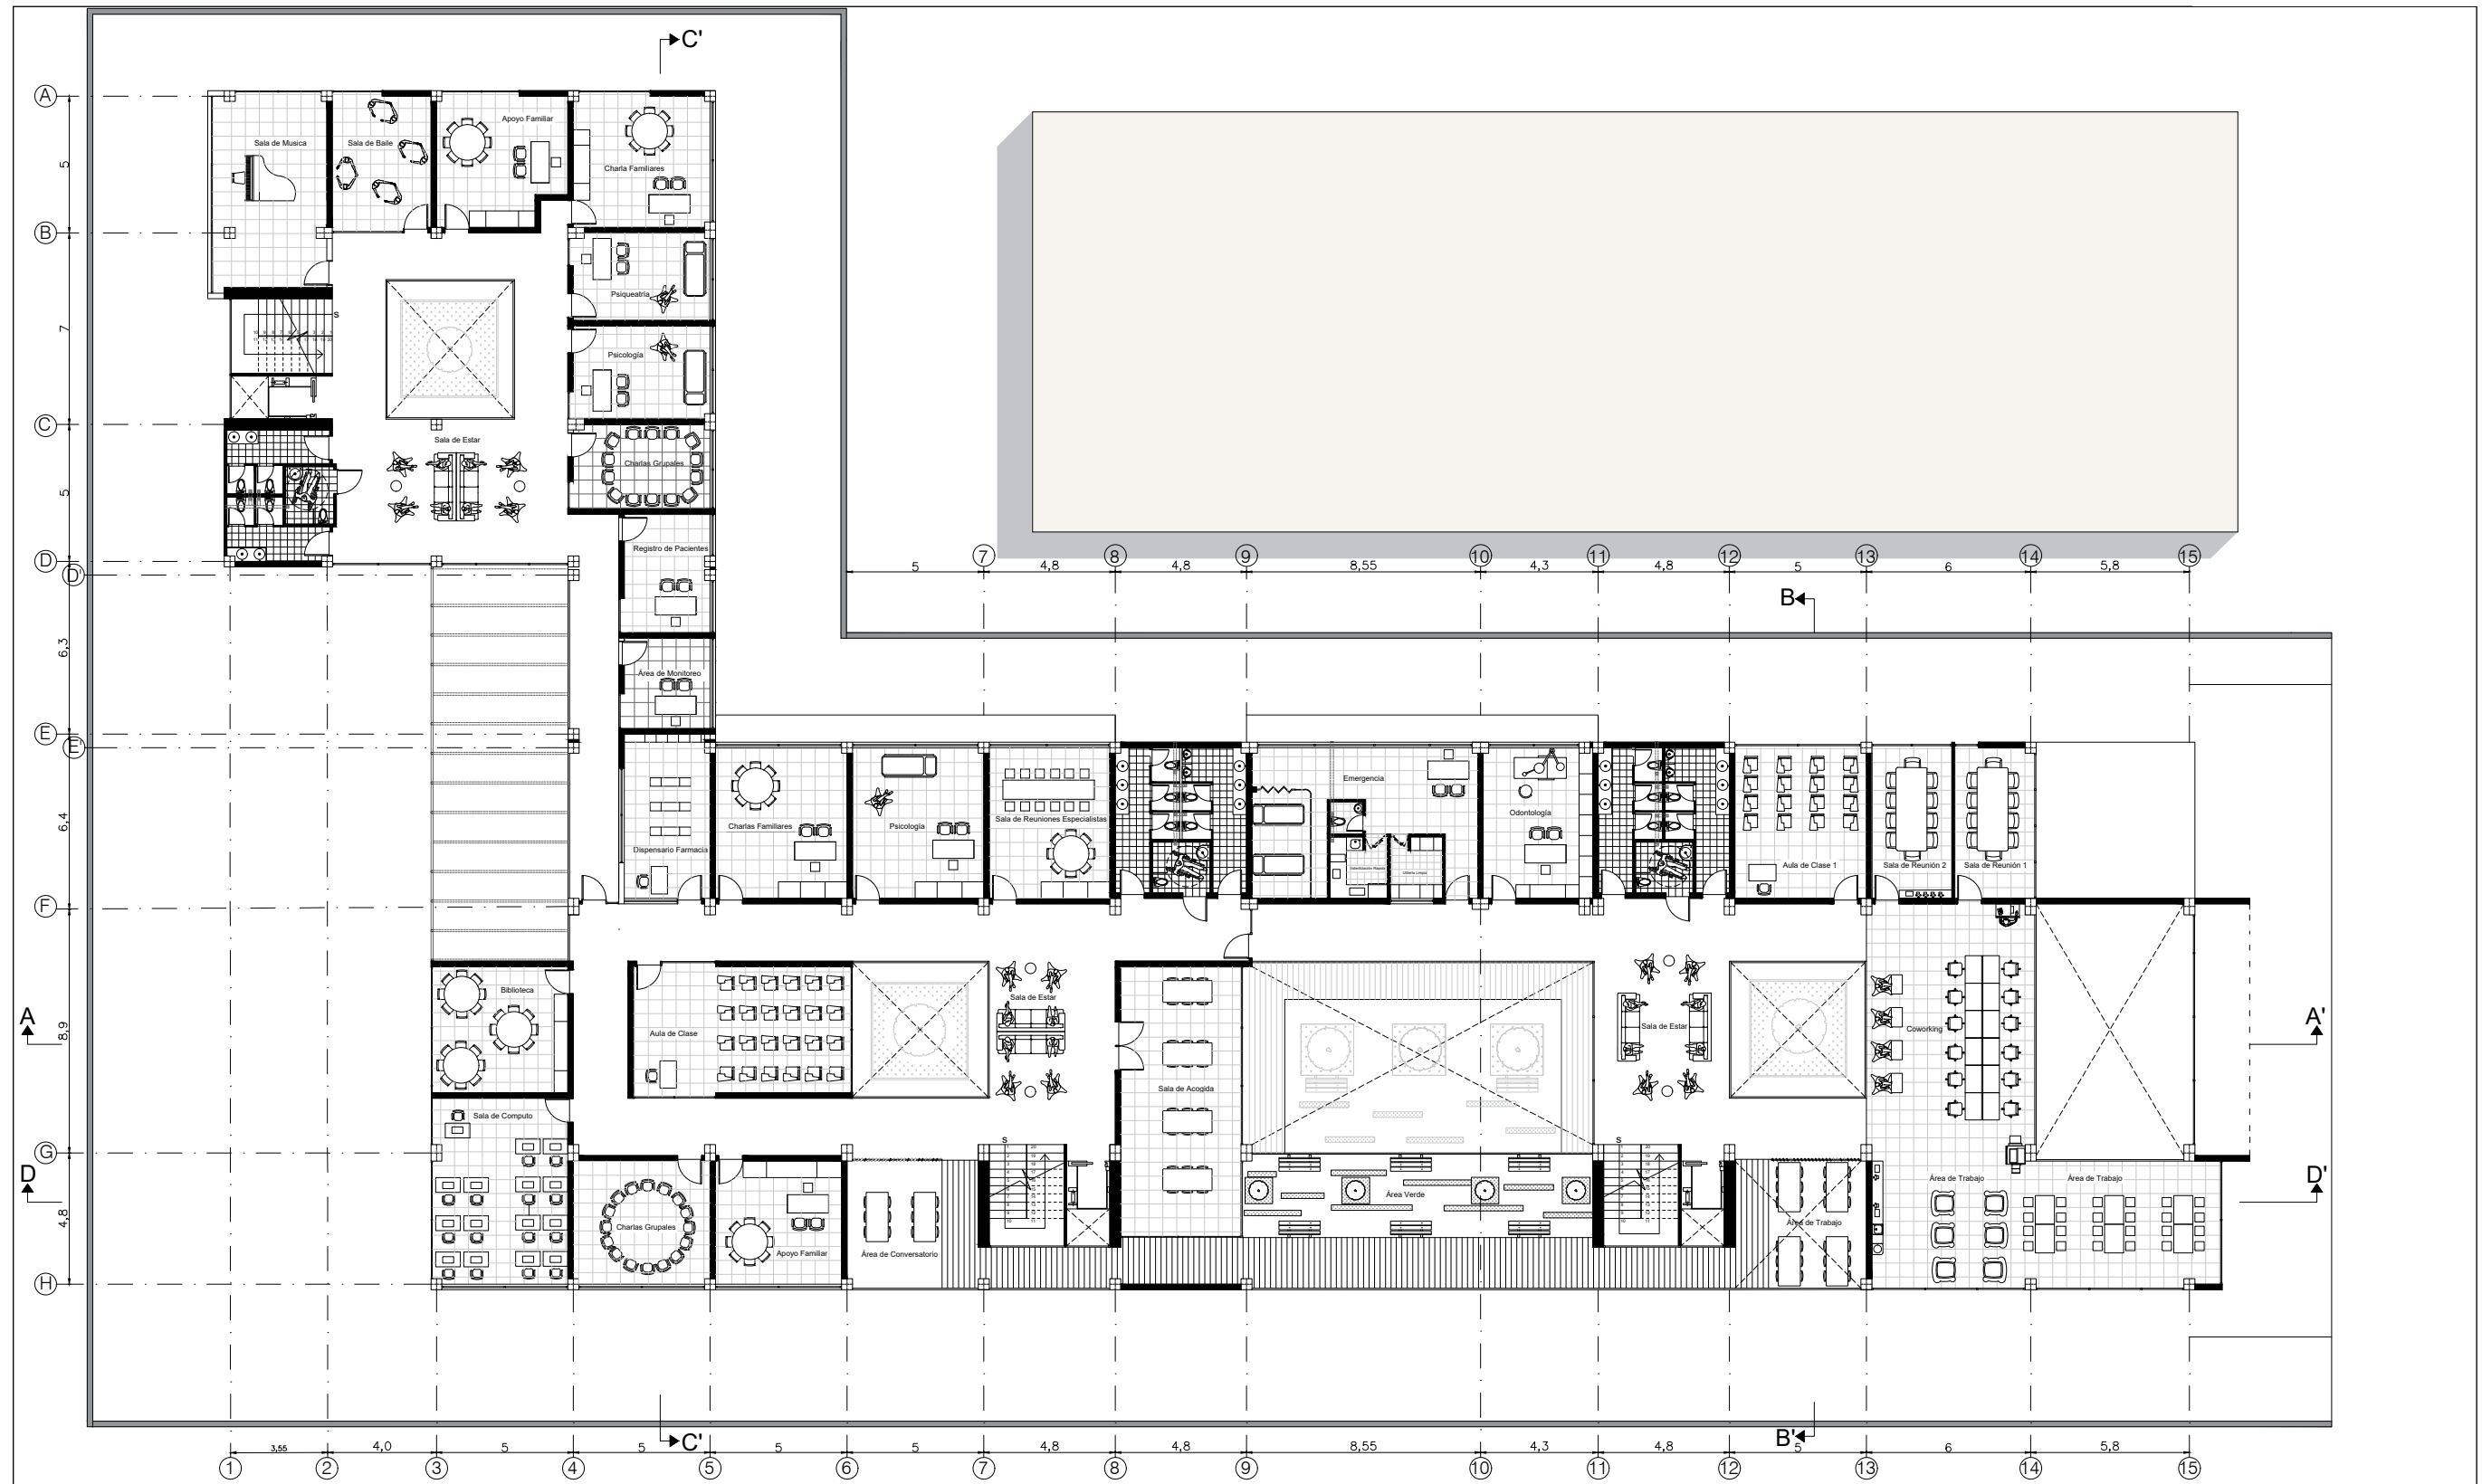 C'
A
Sala de Musica
Sala de Baile
Apoyo Familiar
Charla Familiares
5
B
Psiqueatría
7
S
Psicología
C
Sala de Estar
Charlas Grupales
5
D
D'
Registro de Pacientes
7 8 9 10 11 12 13 14 15
5 4,8 4,8 8,55 4,3 4,8 5 6 5,8
B
6,3
Área de Monitoreo
E
E'
6,4
Dispensario Farmacia
Charlas Familiares
Psicología
Sala de Reuniones Especialistas
Emergencia
Odontología
Aula de Clase 1
Sala de Reunión 2
Sala de Reunión 1
F
Biblioteca
Aula de Clase
Sala de Estar
Sala de Acogida
Sala de Estar
Coworking
A
8,9
A'
Sala de Computo
S
S
G
D
D'
4,8
Charlas Grupales
Apoyo Familiar
Área de Conversatorio
Área Verde
Área de Trabajo
Área de Trabajo
Área de Trabajo
H
C'
B'
3,55 4,0 5 5 5 5 4,8 4,8 8,55 4,3 4,8 5 6 5,8
1 2 3 4 5 6 7 8 9 10 11 12 13 14 15